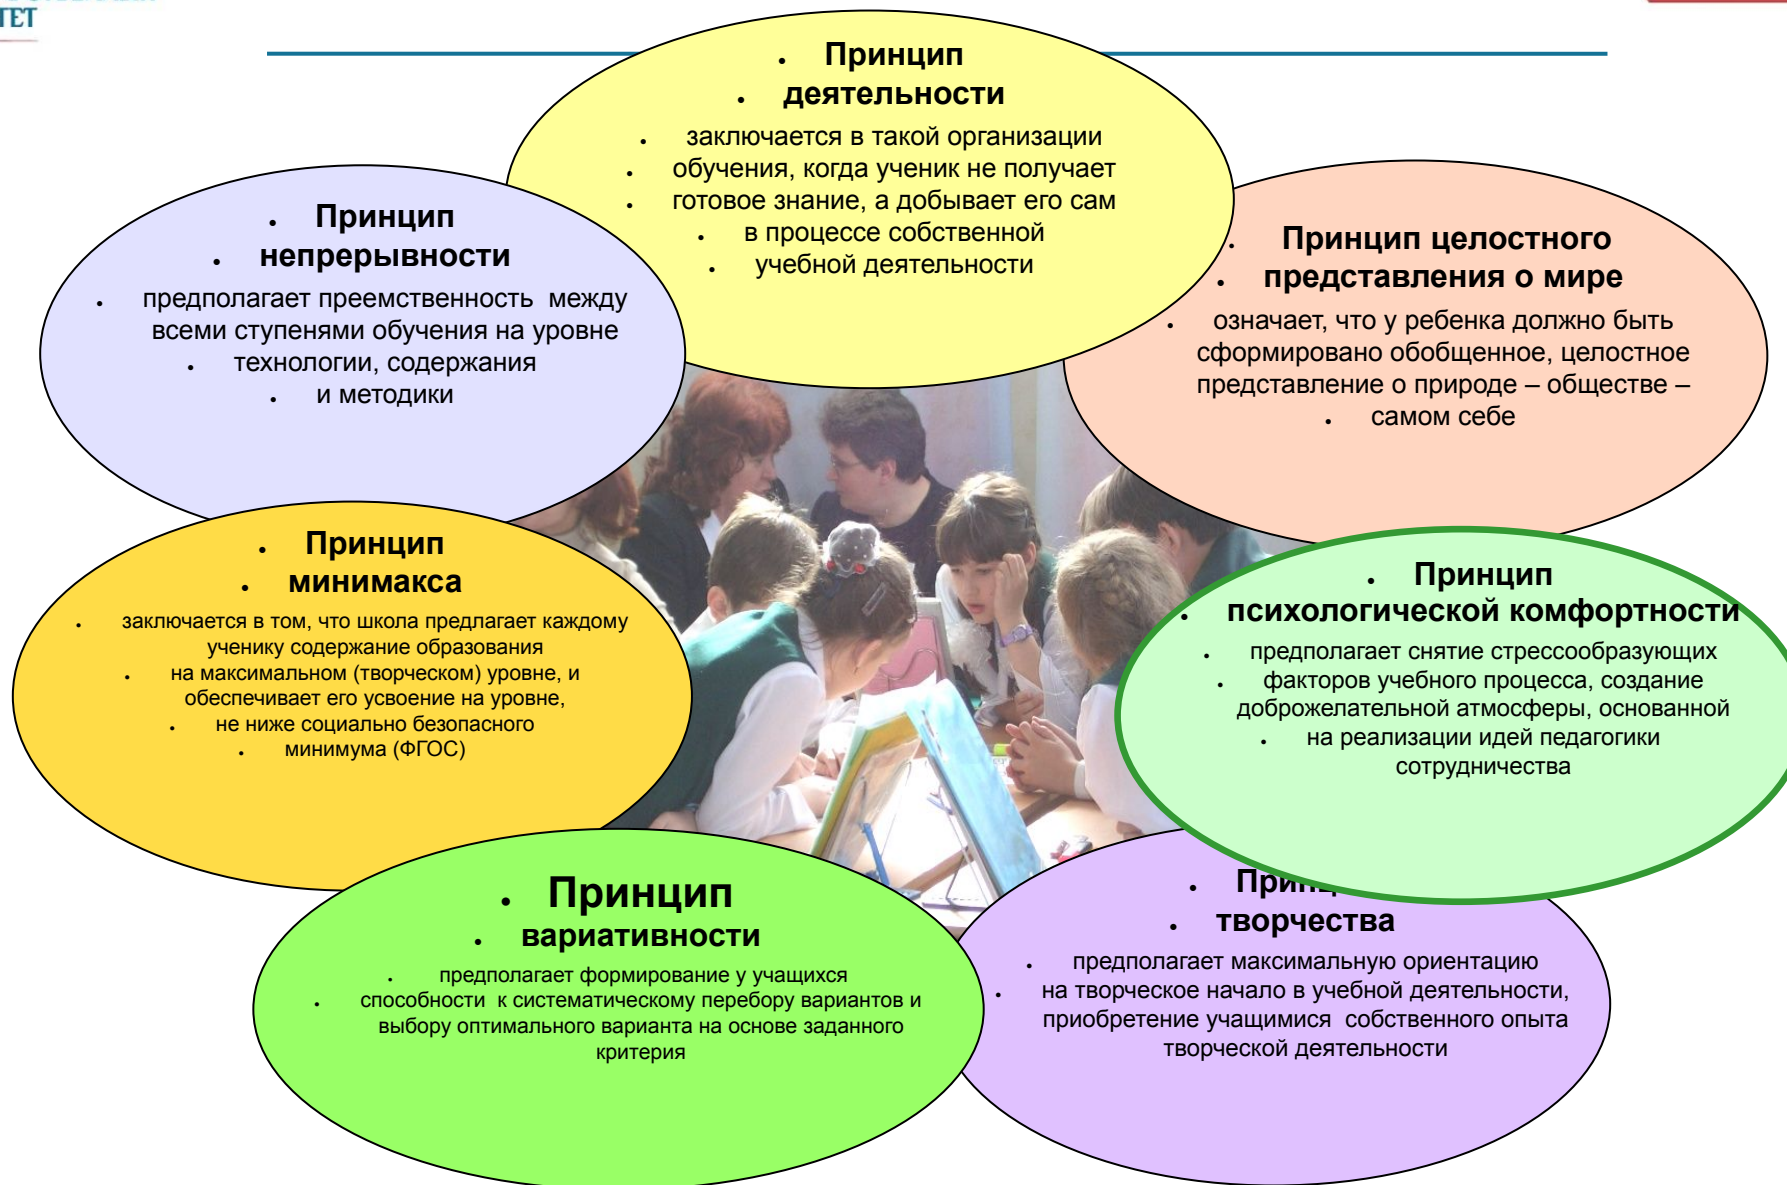 ТЕТ
Принцип
деятельности
заключается в такой организации
обучения, когда ученик не получает
готовое знание, а добывает его сам
в процессе собственной
учебной деятельности
Принцип
непрерывности
предполагает преемственность между
всеми ступенями обучения на уровне
технологии, содержания
и методики
Принцип целостного
представления о мире
означает, что у ребенка должно быть
сформировано обобщенное, целостное
представление о природе – обществе –
самом себе
Принцип
минимакса
заключается в том, что школа предлагает каждому
ученику содержание образования
на максимальном (творческом) уровне, и
обеспечивает его усвоение на уровне,
не ниже социально безопасного
минимума (ФГОС)
Принцип
психологической комфортности
предполагает снятие стрессообразующих
факторов учебного процесса, создание
доброжелательной атмосферы, основанной
на реализации идей педагогики
сотрудничества
Принцип
вариативности
предполагает формирование у учащихся
способности к систематическому перебору вариантов и
выбору оптимального варианта на основе заданного
критерия
творчества
предполагает максимальную ориентацию
на творческое начало в учебной деятельности,
приобретение учащимися собственного опыта
творческой деятельности